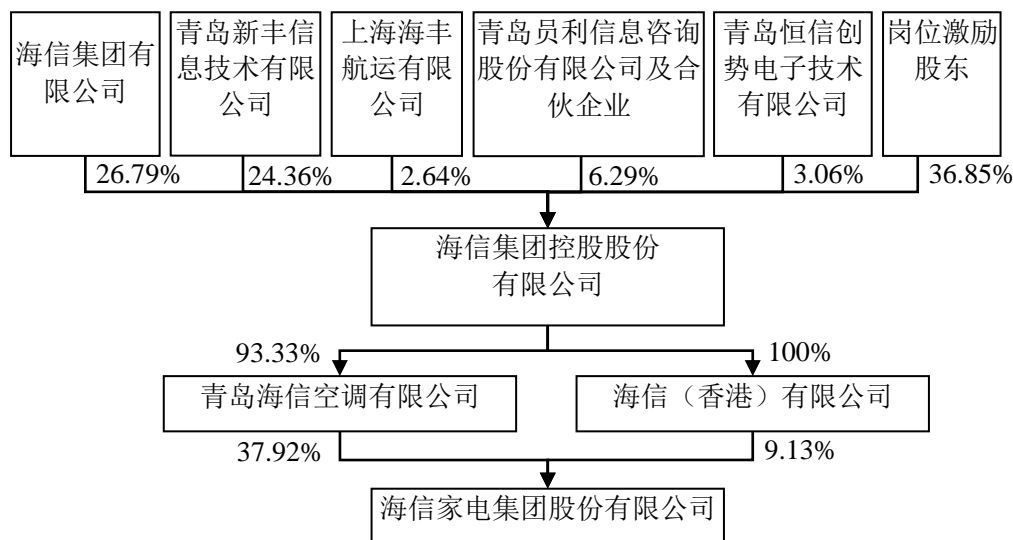 海信集团有
限公司
青岛新丰信
息技术有限
公司
上海海丰
航运有限
公司
青岛员利信息咨询
股份有限公司及合
伙企业
青岛恒信创
势电子技术
有限公司
岗位激励
股东
26.79%
24.36%
2.64%
6.29%
3.06%
36.85%
海信集团控股股份
有限公司
93.33%
100%
青岛海信空调有限公司
海信（香港）有限公司
37.92%
9.13%
海信家电集团股份有限公司